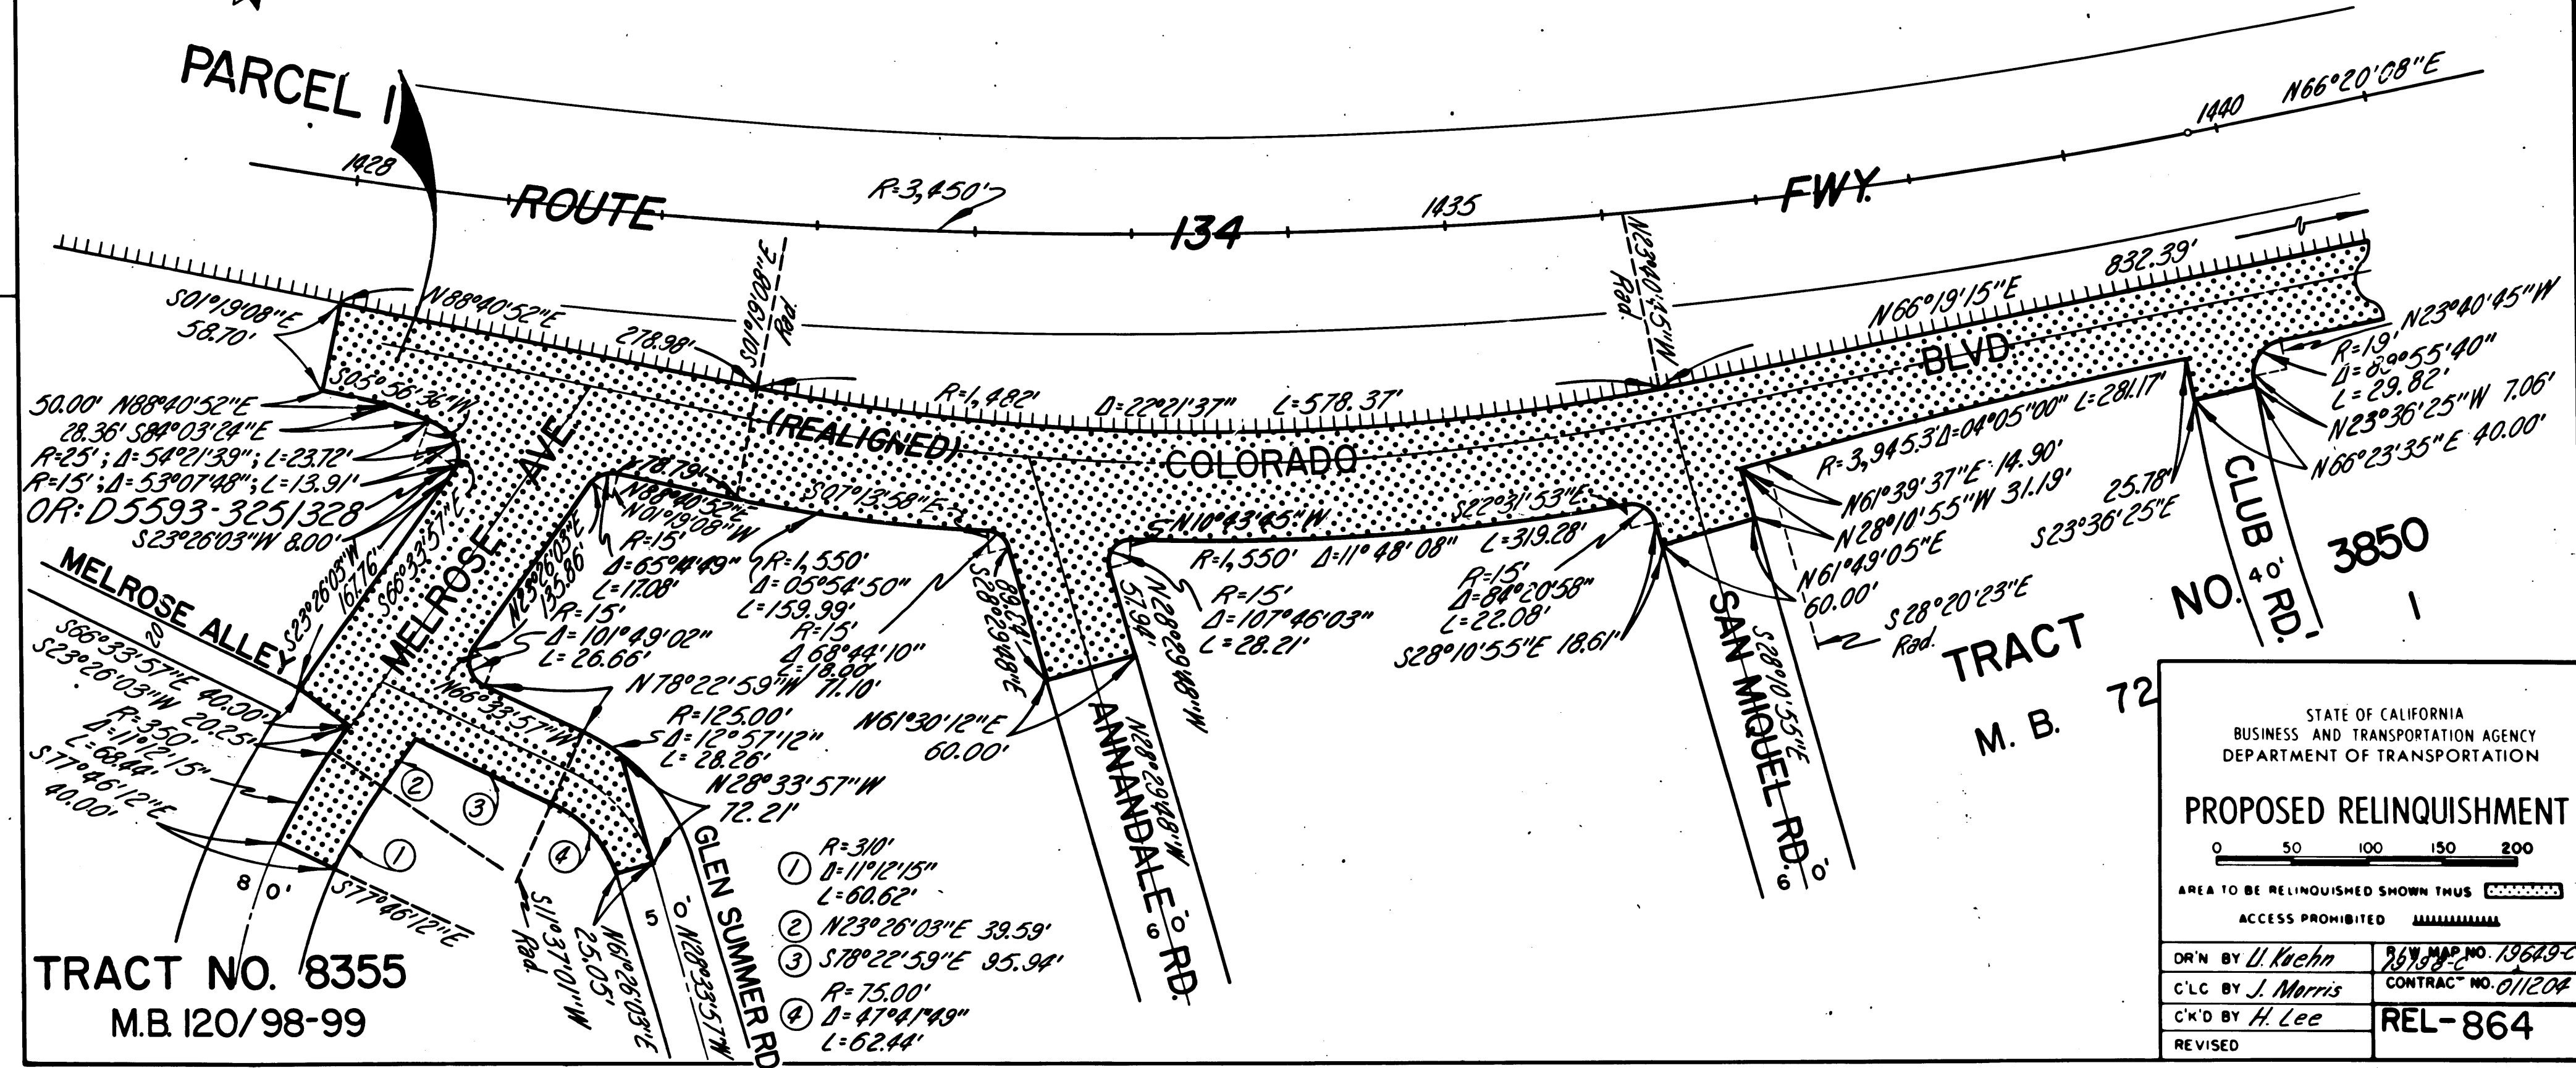 PARCEL 1
1428
ROUTE
R=3,450'
134
1435
FWY.
1440
N66°20'08"E
S01°19'08"E
58.70'
N88°40'52"E
278.98'
S01°19'08"E
Rad.
N23°40'45"W
Rad.
N66°19'15"E
832.39'
S05°56'36"W
50.00' N88°40'52"E
28.36' S84°03'24"E
R=25'; Δ=54°21'39"; L=23.72'
R=15'; Δ=53°07'48"; L=13.91'
OR: D5593-325/328
S23°26'03"W 8.00'
(REALIGNED)
COLORADO
BLVD.
R=1,482' Δ=22°21'37" L=578.37'
78.79'
N88°40'52"E
N01°19'08"W
R=15'
Δ=65°14'49"
L=17.08'
S07°13'58"E
R=1,550'
Δ=05°54'50"
L=159.99'
R=15'
Δ 68°44'10"
L=18.00'
N10°43'45"W
R=1,550' Δ=11°48'08" L=319.28'
S22°31'53"E
R=15'
Δ=107°46'03"
L=28.21'
R=15'
Δ=84°20'58"
L=22.08'
S28°10'55"E 18.61'
R=3,945.3' Δ=04°05'00" L=281.17'
N61°39'37"E 14.90'
N28°10'55"W 31.19'
N61°49'05"E
60.00'
25.78'
S23°36'25"E
S28°20'23"E
Rad.
N23°40'45"W
R=19'
Δ=89°55'40"
L=29.82'
N23°36'25"W 7.06'
N66°23'35"E 40.00'
CLUB 40' RD.
TRACT NO. 3850
M. B. 72
1
MELROSE ALLEY
20'
S23°26'03"W
167.76'
S66°33'57"E
MELROSE AVE
N23°26'03"E
135.86'
R=15'
Δ=101°49'02"
L=26.66'
N78°22'59"W 71.10'
N66°33'57"W
R=125.00'
Δ=12°57'12"
L=28.26'
N28°33'57"W
72.21'
S28°29'48"E
N61°30'12"E
60.00'
57.94'
N28°29'48"W
N28°29'48"W
ANNANDALE 60' RD.
SAN MIQUEL RD. 60'
S28°10'55"E
S66°33'57"E 40.00'
S23°26'03"W 20.25'
R=350'
Δ=11°12'15"
L=68.44'
S77°46'12"E
40.00'
80'
S77°46'12"E
1
2
3
4
S11°37'01"W
Rad.
N61°26'03"E
25.05'
50'
GLEN SUMMER RD
1 R=310'
Δ=11°12'15"
L=60.62'
2 N23°26'03"E 39.59'
3 S78°22'59"E 95.94'
4 R=75.00'
Δ=47°41'49"
L=62.44'
TRACT NO. 8355
M.B. 120/98-99
STATE OF CALIFORNIA
BUSINESS AND TRANSPORTATION AGENCY
DEPARTMENT OF TRANSPORTATION
PROPOSED RELINQUISHMENT
0 50 100 150 200
AREA TO BE RELINQUISHED SHOWN THUS
ACCESS PROHIBITED
DR'N BY U. Kuehn
R/W MAP NO. 19649-C
C'LC BY J. Morris
CONTRACT NO. 011204
C'K'D BY H. Lee
REL-864
REVISED